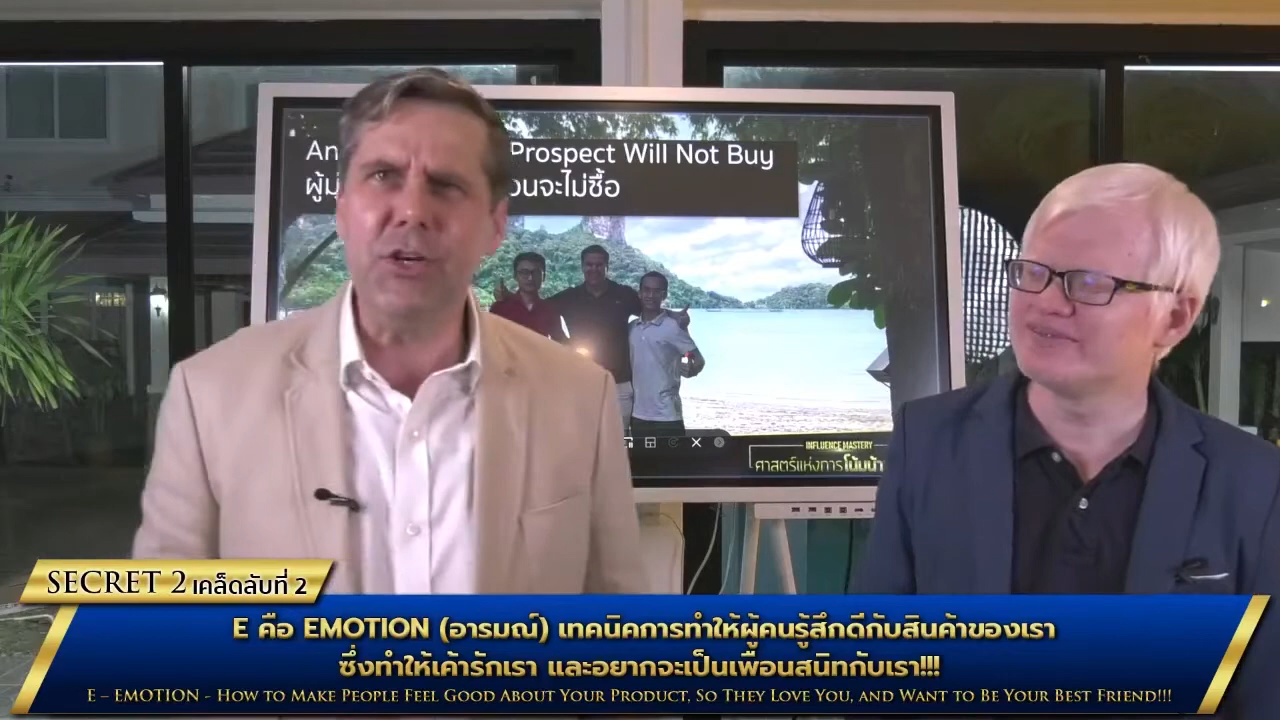 An Prospect Will Not Buy
จะไม่ซื้อ
INFLUENCE MASTERY
ศาสตร์แห่งการโน้มน้า
SECRET 2 เคล็ดลับที่ 2
E คือ EMOTION (อารมณ์) เทคนิคการทำให้ผู้คนรู้สึกดีกับสินค้าของเรา
ซึ่งทำให้เค้ารักเรา และอยากจะเป็นเพื่อนสนิทกับเรา!!!
E – EMOTION - HOW TO MAKE PEOPLE FEEL GOOD ABOUT YOUR PRODUCT, SO THEY LOVE YOU, AND WANT TO BE YOUR BEST FRIEND!!!